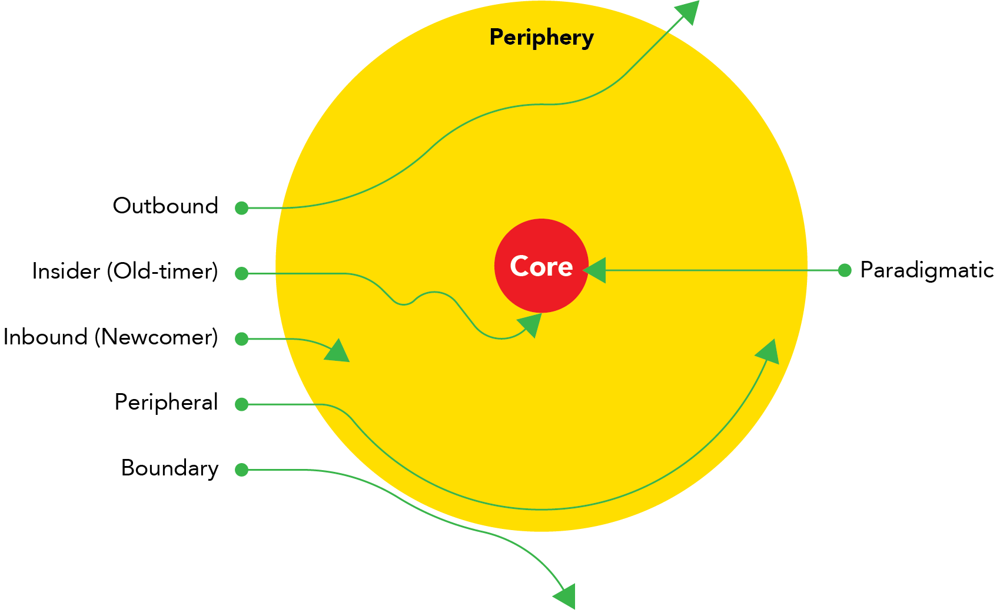 Periphery
Outbound
Core
Insider (Old-timer)
Paradigmatic
Inbound (Newcomer)
Peripheral
Boundary